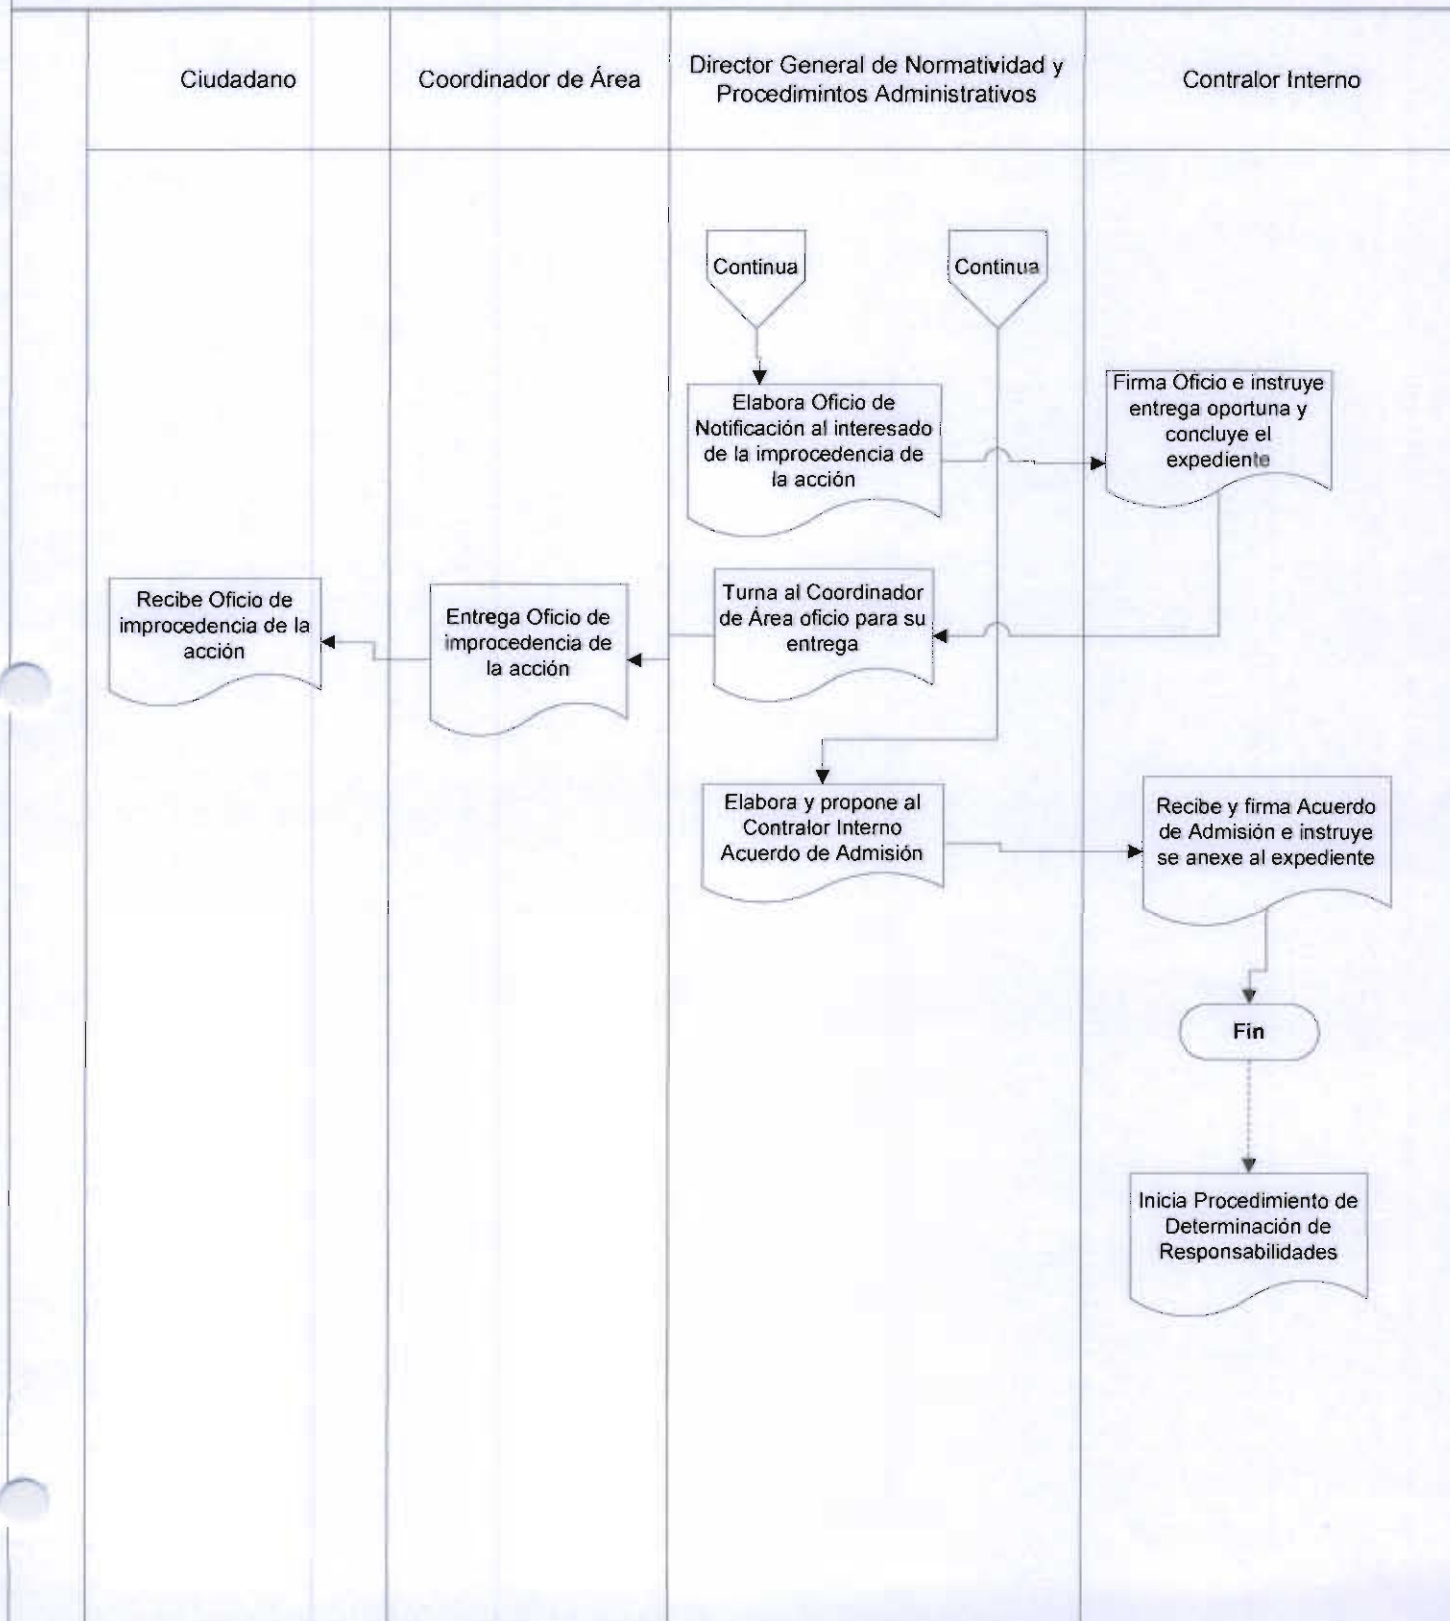 Ciudadano
Coordinador de Área
Director General de Normatividad y
Procedimintos Administrativos
Contralor Interno
Continua
Continua
Elabora Oficio de
Notificación al interesado
de la improcedencia de
la acción
Firma Oficio e instruye
entrega oportuna y
concluye el
expediente
Recibe Oficio de
improcedencia de la
acción
Entrega Oficio de
improcedencia de
la acción
Turna al Coordinador
de Área oficio para su
entrega
Elabora y propone al
Contralor Interno
Acuerdo de Admisión
Recibe y firma Acuerdo
de Admisión e instruye
se anexe al expediente
Fin
Inicia Procedimiento de
Determinación de
Responsabilidades